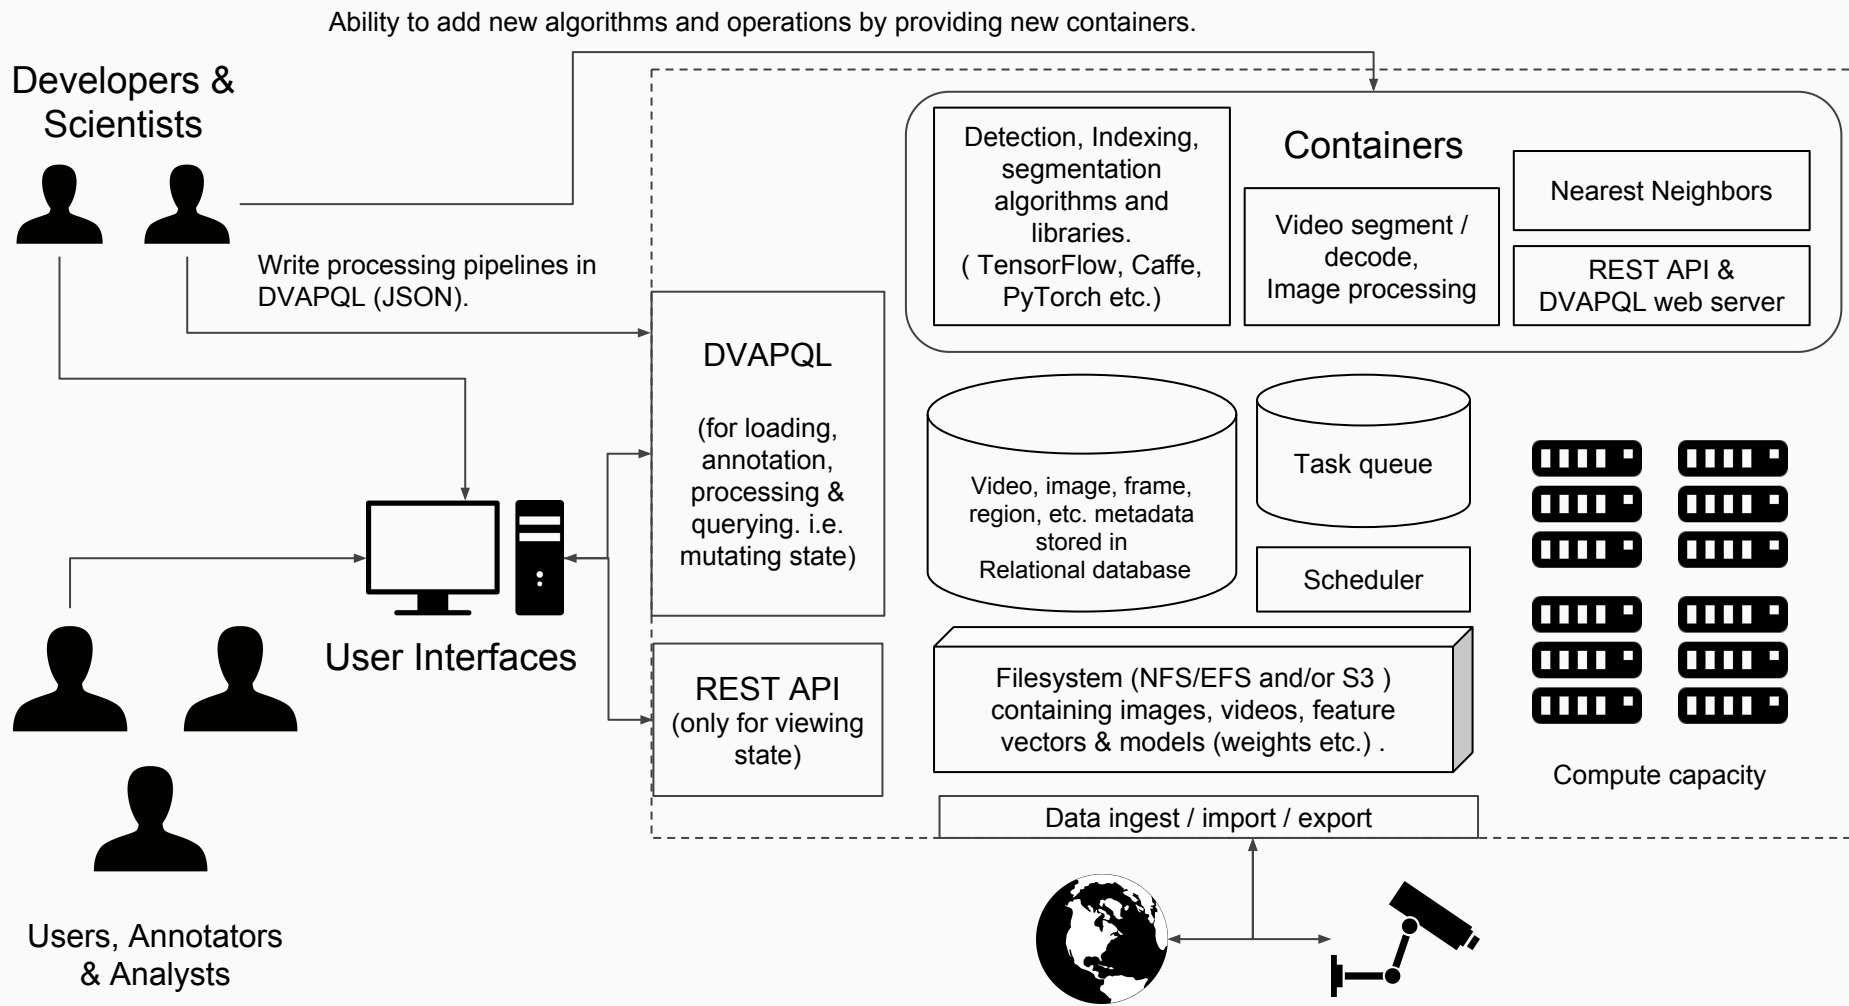 Ability to add new algorithms and operations by providing new containers.
Developers &
Scientists
Write processing pipelines in
DVAPQL (JSON).
Containers
Detection, Indexing,
segmentation
algorithms and
libraries.
( TensorFlow, Caffe,
PyTorch etc.)
Video segment /
decode,
Image processing
Nearest Neighbors
REST API &
DVAPQL web server
DVAPQL
(for loading,
annotation,
processing &
querying. i.e.
mutating state)
Video, image, frame,
region, etc. metadata
stored in
Relational database
Task queue
Scheduler
User Interfaces
REST API
(only for viewing
state)
Filesystem (NFS/EFS and/or S3 )
containing images, videos, feature
vectors & models (weights etc.) .
Compute capacity
Data ingest / import / export
Users, Annotators
& Analysts